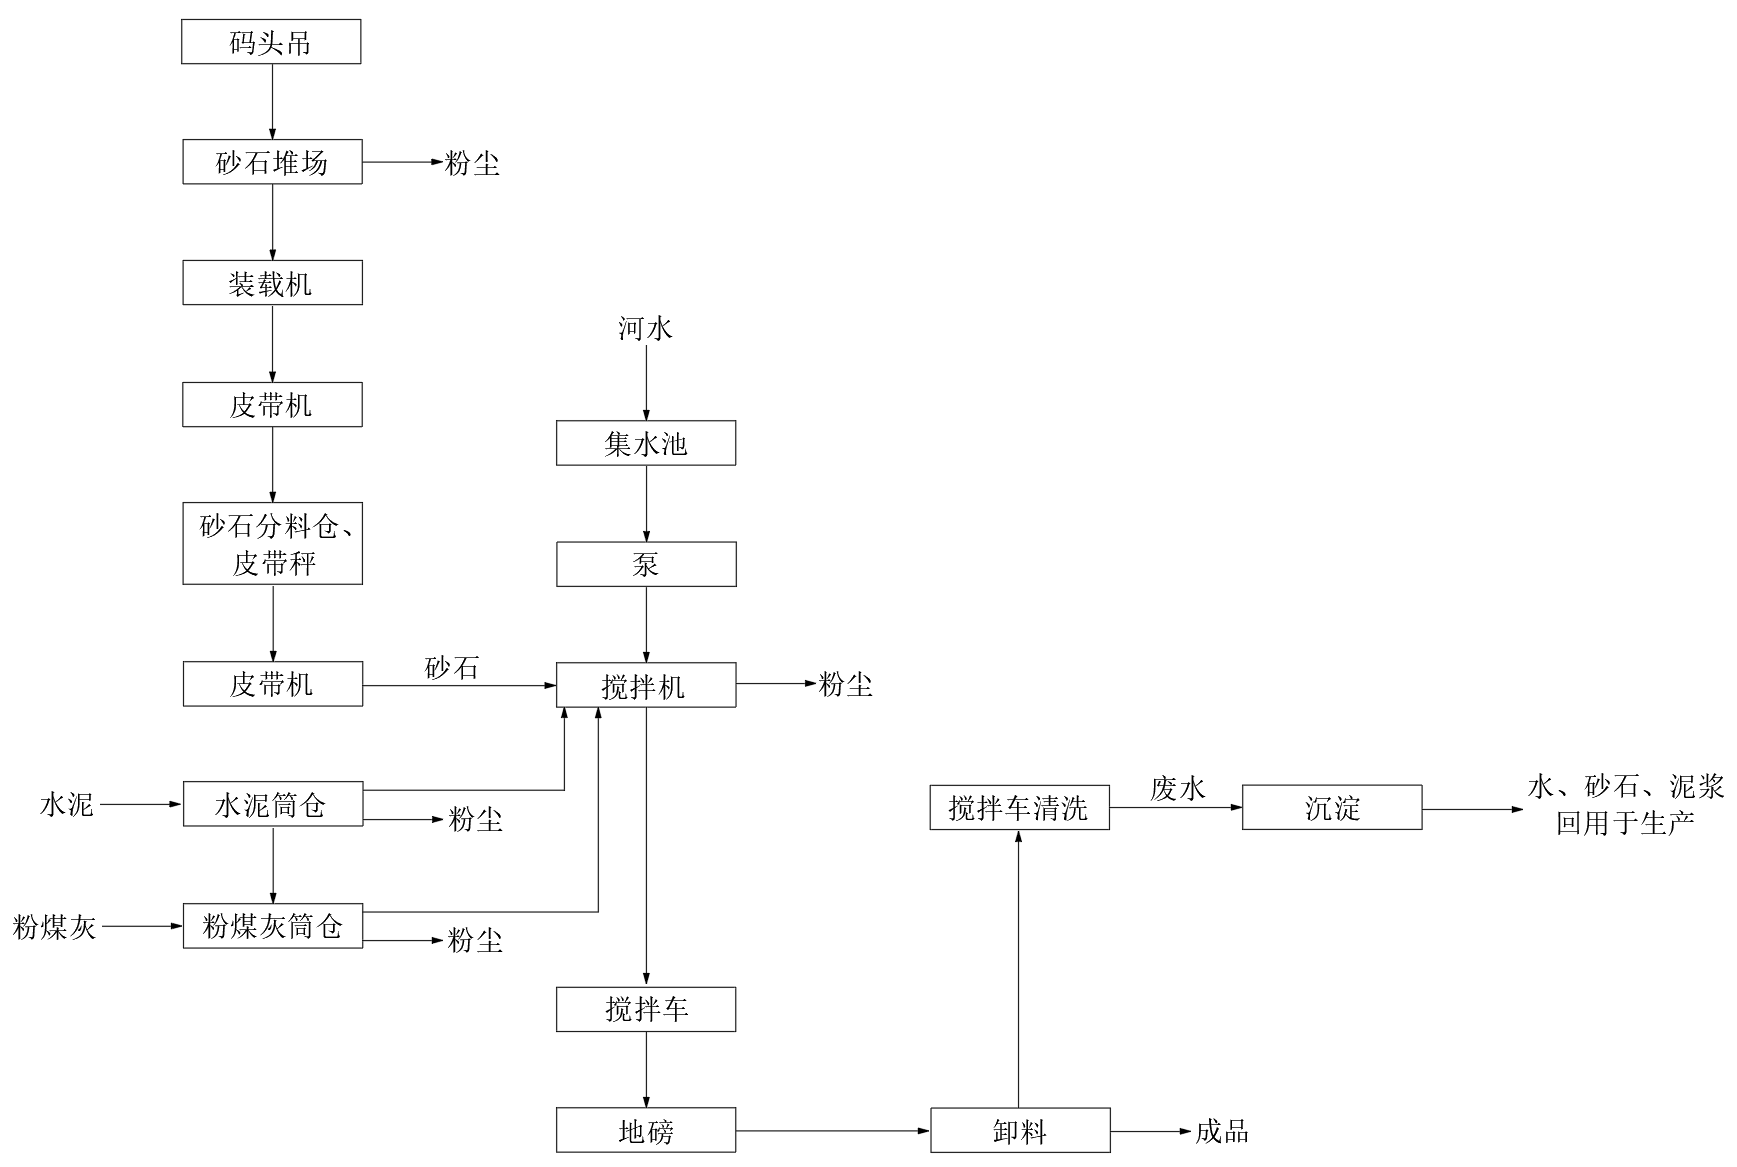 码头吊
砂石堆场
粉尘
装载机
皮带机
砂石分料仓、
皮带秤
皮带机
砂石
河水
集水池
泵
搅拌机
粉尘
水泥
水泥筒仓
粉尘
粉煤灰
粉煤灰筒仓
粉尘
搅拌车
地磅
卸料
成品
搅拌车清洗
废水
沉淀
水、砂石、泥浆
回用于生产